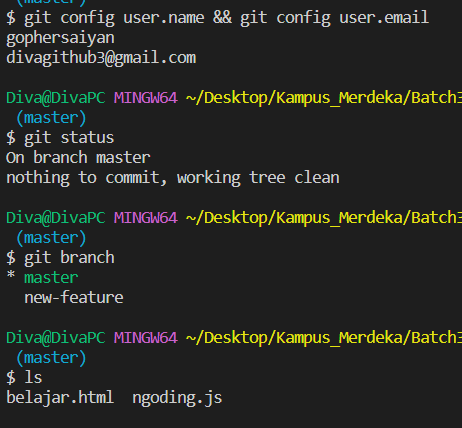 $ git config user.name && git config user.email
gophersaiyan
divagithub3@gmail.com
Diva@DivaPC MINGW64 ~/Desktop/Kampus_Merdeka/Batch3
(master)
$ git status
On branch master
nothing to commit, working tree clean
Diva@DivaPC MINGW64 ~/Desktop/Kampus_Merdeka/Batch3
(master)
$ git branch
* master
new-feature
Diva@DivaPC MINGW64 ~/Desktop/Kampus_Merdeka/Batch3
(master)
$ ls
belajar.html ngoding.js